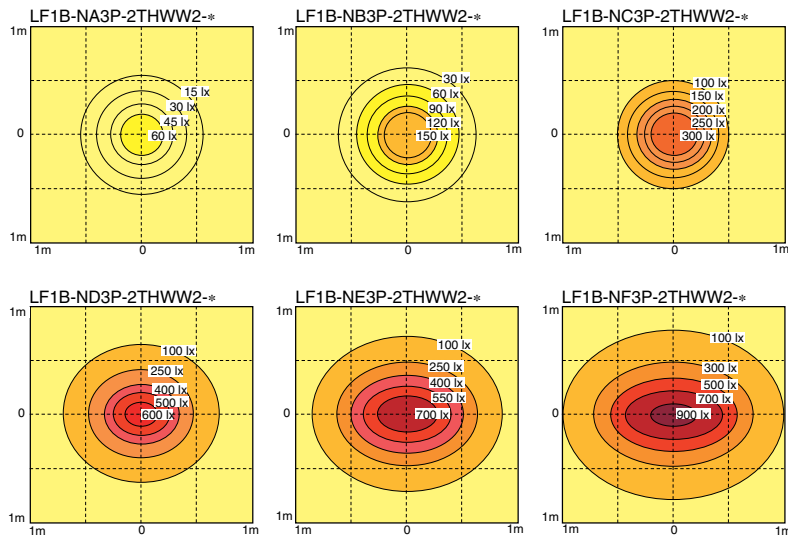 LF1B-NA3P-2THWW2-*
1m
15 lx
30 lx
45 lx
60 lx
0
1m
1m
0
1m
LF1B-NB3P-2THWW2-*
1m
30 lx
60 lx
90 lx
120 lx
150 lx
0
1m
1m
0
1m
LF1B-NC3P-2THWW2-*
1m
100 lx
150 lx
200 lx
250 lx
300 lx
0
1m
1m
0
1m
LF1B-ND3P-2THWW2-*
1m
100 lx
250 lx
400 lx
500 lx
600 lx
0
1m
1m
0
1m
LF1B-NE3P-2THWW2-*
1m
100 lx
250 lx
400 lx
550 lx
700 lx
0
1m
1m
0
1m
LF1B-NF3P-2THWW2-*
1m
100 lx
300 lx
500 lx
700 lx
900 lx
0
1m
1m
0
1m